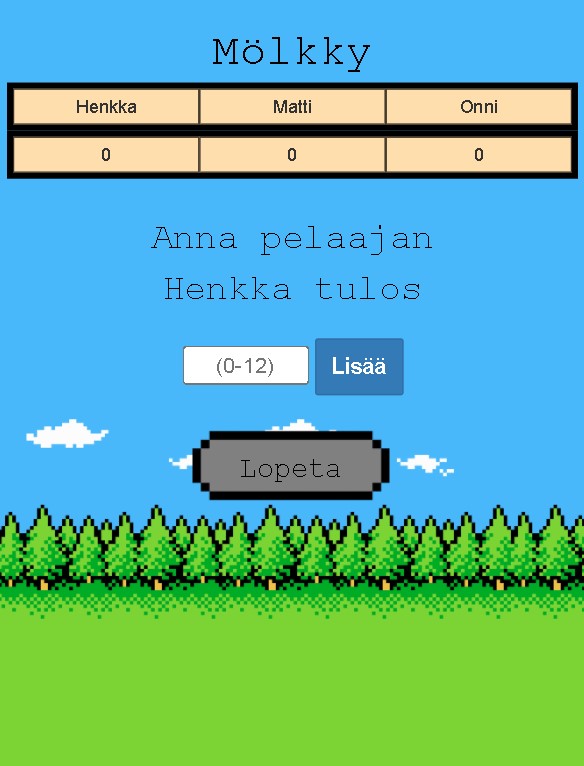 Mölkky
Henkka Matti Onni
0 0 0
Anna pelaajan
Henkka tulos
(0-12) Lisää
Lopeta